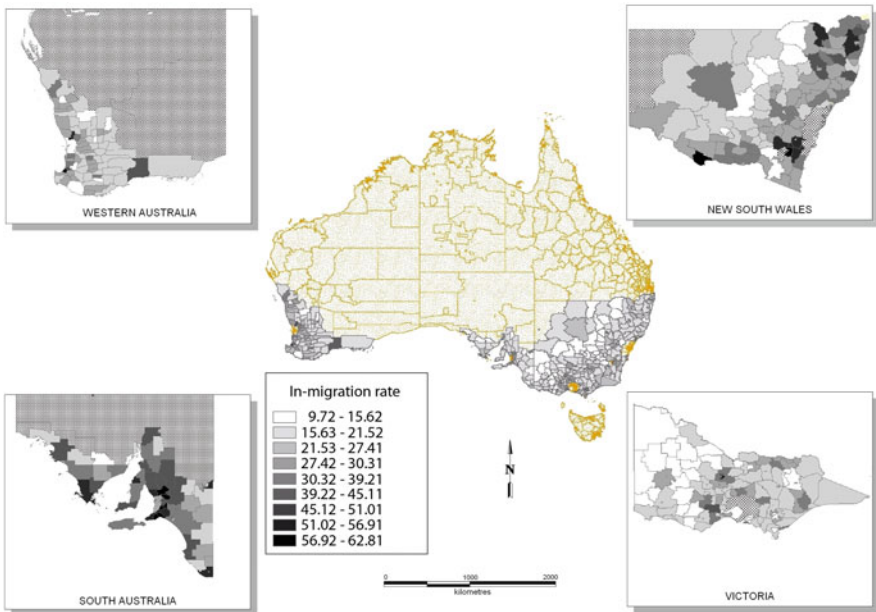 WESTERN AUSTRALIA
NEW SOUTH WALES
In-migration rate
9.72 - 15.62
15.63 - 21.52
21.53 - 27.41
27.42 - 30.31
30.32 - 39.21
39.22 - 45.11
45.12 - 51.01
51.02 - 56.91
56.92 - 62.81
N
0 1000 2000
kilometres
SOUTH AUSTRALIA
VICTORIA